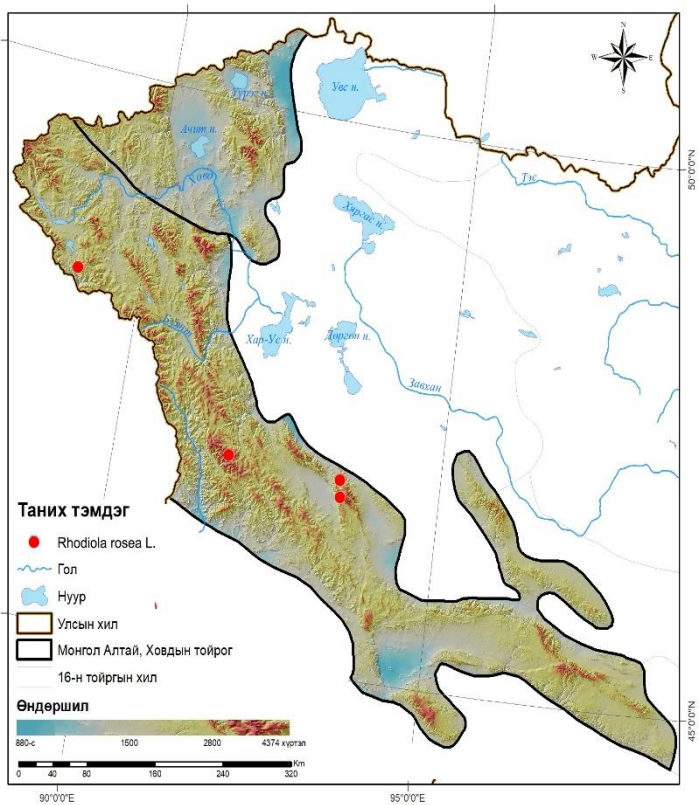 N
W E
S
Үүрэг н.
Увс н.
Ачит н.
Ховд
50°0'0"N
Тэс
Хяргас н.
Хар-Ус н.
Дөргөн н.
Завхан
Таних тэмдэг
Rhodiola rosea L.
Гол
Нуур
Улсын хил
Монгол Алтай, Ховдын тойрог
16-н тойргын хил
Өндөршил
880-с 1500 2800 4374 хүртэл
Km
0 40 80 160 240 320
45°0'0"N
90°0'0"E 95°0'0"E